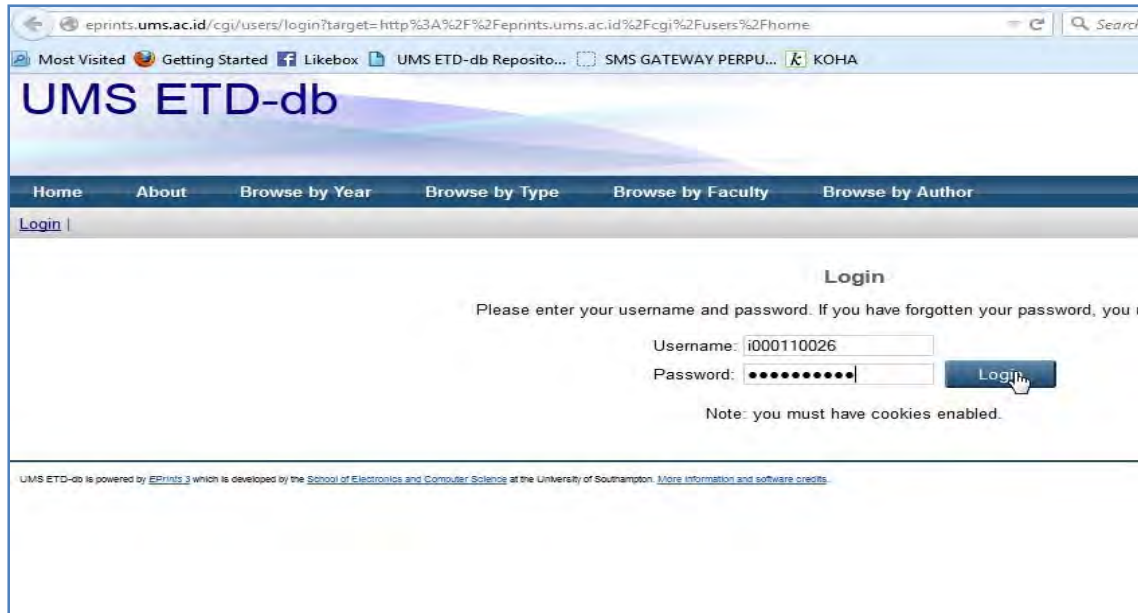 eprints.ums.ac.id/cgi/users/login?target=http%3A%2F%2Feprints.ums.ac.id%2Fcgi%2Fusers%2Fhome Search
Most Visited Getting Started Likebox UMS ETD-db Reposito... SMS GATEWAY PERPU... KOHA
UMS ETD-db
Home About Browse by Year Browse by Type Browse by Faculty Browse by Author
Login |
Login
Please enter your username and password. If you have forgotten your password, you
Username: i000110026
Password: ●●●●●●●●●●
Login
Note: you must have cookies enabled.
UMS ETD-db is powered by EPrints 3 which is developed by the School of Electronics and Computer Science at the University of Southampton. More information and software credits.